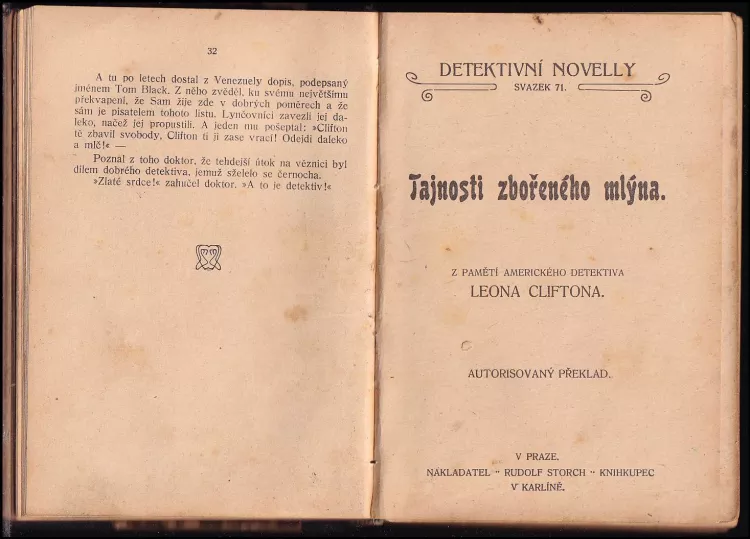 32
A tu po letech dostal z Venezuely dopis, podepsaný
jménem Tom Black. Z něho zvěděl, ku svému největšímu
překvapení, že Sam žije zde v dobrých poměrech a že
sám je pisatelem tohoto listu. Lynčovníci zavezli jej da-
leko, načež jej propustili. A jeden mu pošeptal: »Clifton
tě zbavil svobody, Clifton ti ji zase vrací! Odejdi daleko
a mlč!« —
Poznal z toho doktor, že tehdejší útok na věznici byl
dílem dobrého detektiva, jemuž sželelo se černocha.
»Zlaté srdce!« zahučel doktor. »A to je detektiv!«
DETEKTIVNÍ NOVELLY
SVAZEK 71.
Tajnosti zbořeného mlýna.
Z PAMĚTÍ AMERICKÉHO DETEKTIVA
LEONA CLIFTONA.
AUTORISOVANÝ PŘEKLAD.
V PRAZE.
NAKLADATEL ·· RUDOLF STORCH ·· KNIHKUPEC
V KARLÍNĚ.